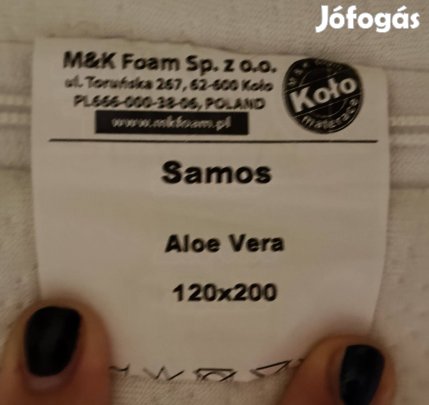 Jófogás
M&K Foam Sp. z o.o.
ul. Toruńska 267, 62-600 Koło
PL666-000-38-06, POLAND
www.mkfoam.pl
M&K
Koło
materace
Samos
Aloe Vera
120x200